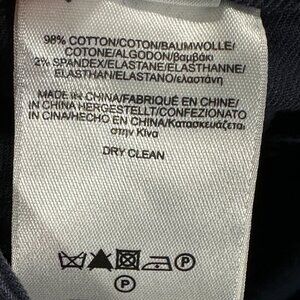 98% COTTON/COTON/BAUMWOLLE/
COTONE/ALGODON/βαμβάκι
2% SPANDEX/ELASTANE/ELASTHANNE/
ELASTHAN/ELASTANO/ελαστάνη
MADE IN CHINA/FABRIQUÉ EN CHINE/
IN CHINA HERGESTELLT/CONFEZIONATO
IN CINA/HECHO EN CHINA/Κατασκευάζεται
στην Κίνα
DRY CLEAN
P
P